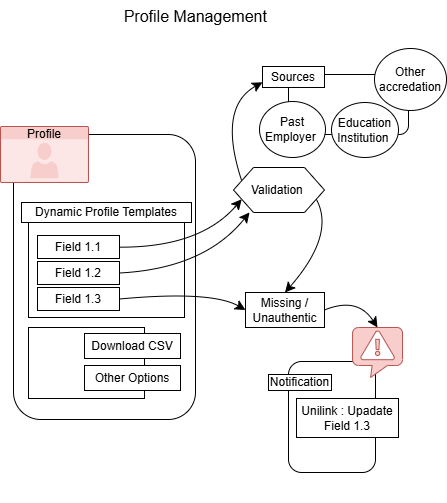 Profile Management
Sources
Other
accredation
Past
Employer
Education
Institution
Profile
Validation
Dynamic Profile Templates
Field 1.1
Field 1.2
Field 1.3
Missing /
Unauthentic
Download CSV
Other Options
Notification
Unilink : Upadate
Field 1.3